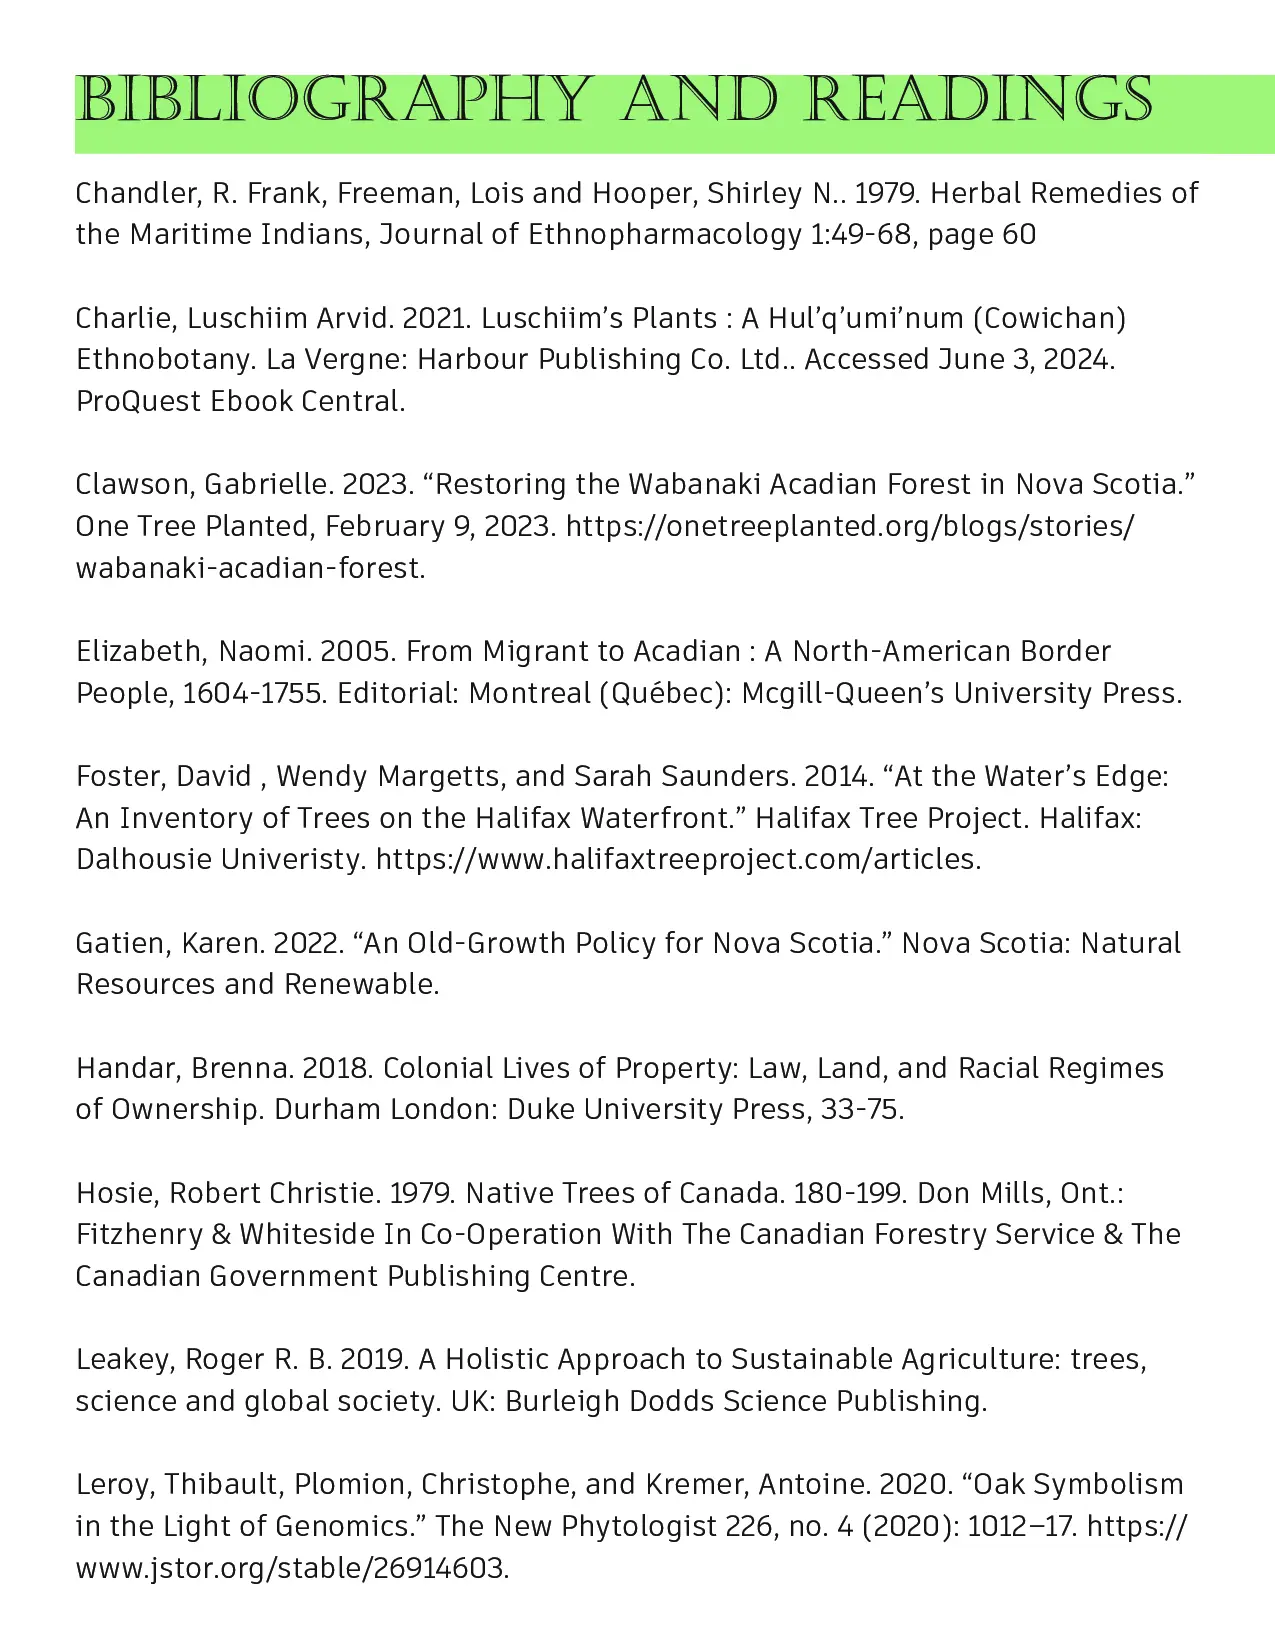 BIBLIOGRAPHY AND READINGS
Chandler, R. Frank, Freeman, Lois and Hooper, Shirley N.. 1979. Herbal Remedies of
the Maritime Indians, Journal of Ethnopharmacology 1:49-68, page 60
Charlie, Luschiim Arvid. 2021. Luschiim’s Plants : A Hul’q’umi’num (Cowichan)
Ethnobotany. La Vergne: Harbour Publishing Co. Ltd.. Accessed June 3, 2024.
ProQuest Ebook Central.
Clawson, Gabrielle. 2023. “Restoring the Wabanaki Acadian Forest in Nova Scotia.”
One Tree Planted, February 9, 2023. https://onetreeplanted.org/blogs/stories/
wabanaki-acadian-forest.
Elizabeth, Naomi. 2005. From Migrant to Acadian : A North-American Border
People, 1604-1755. Editorial: Montreal (Québec): Mcgill-Queen’s University Press.
Foster, David , Wendy Margetts, and Sarah Saunders. 2014. “At the Water’s Edge:
An Inventory of Trees on the Halifax Waterfront.” Halifax Tree Project. Halifax:
Dalhousie Univeristy. https://www.halifaxtreeproject.com/articles.
Gatien, Karen. 2022. “An Old-Growth Policy for Nova Scotia.” Nova Scotia: Natural
Resources and Renewable.
Handar, Brenna. 2018. Colonial Lives of Property: Law, Land, and Racial Regimes
of Ownership. Durham London: Duke University Press, 33-75.
Hosie, Robert Christie. 1979. Native Trees of Canada. 180-199. Don Mills, Ont.:
Fitzhenry & Whiteside In Co-Operation With The Canadian Forestry Service & The
Canadian Government Publishing Centre.
Leakey, Roger R. B. 2019. A Holistic Approach to Sustainable Agriculture: trees,
science and global society. UK: Burleigh Dodds Science Publishing.
Leroy, Thibault, Plomion, Christophe, and Kremer, Antoine. 2020. “Oak Symbolism
in the Light of Genomics.” The New Phytologist 226, no. 4 (2020): 1012–17. https://
www.jstor.org/stable/26914603.